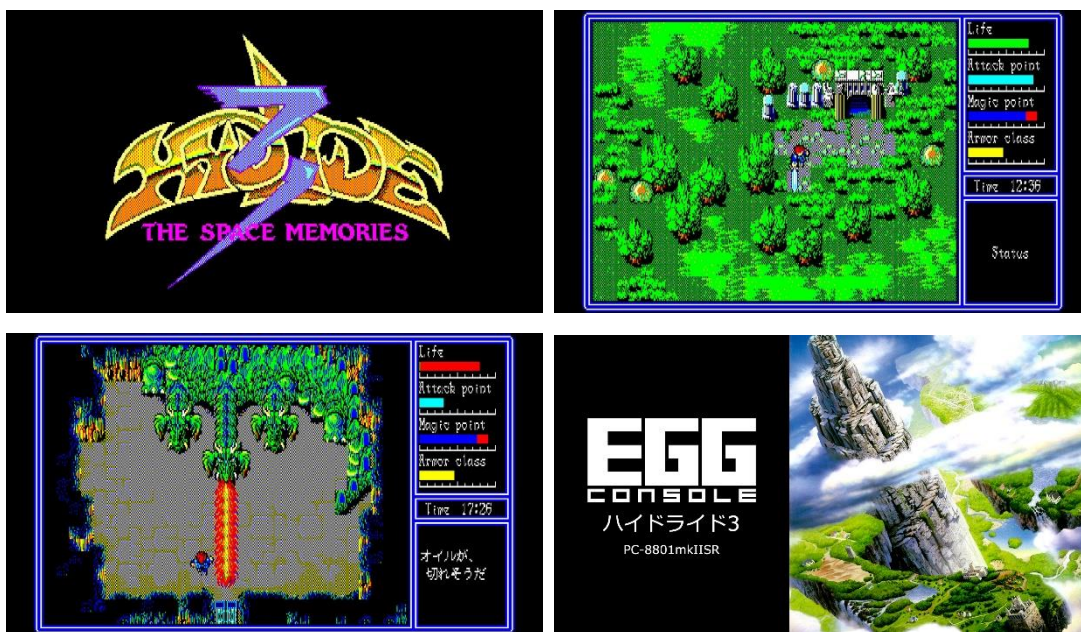 HYDLIDE
3
THE SPACE MEMORIES
Life
Attack point
Magic point
Armor class
Time 12:36
Status
Life
Attack point
Magic point
Armor class
Time 17:26
オイルが、
切れそうだ
EGG
CONSOLE
ハイドライド3
PC-8801mkIISR